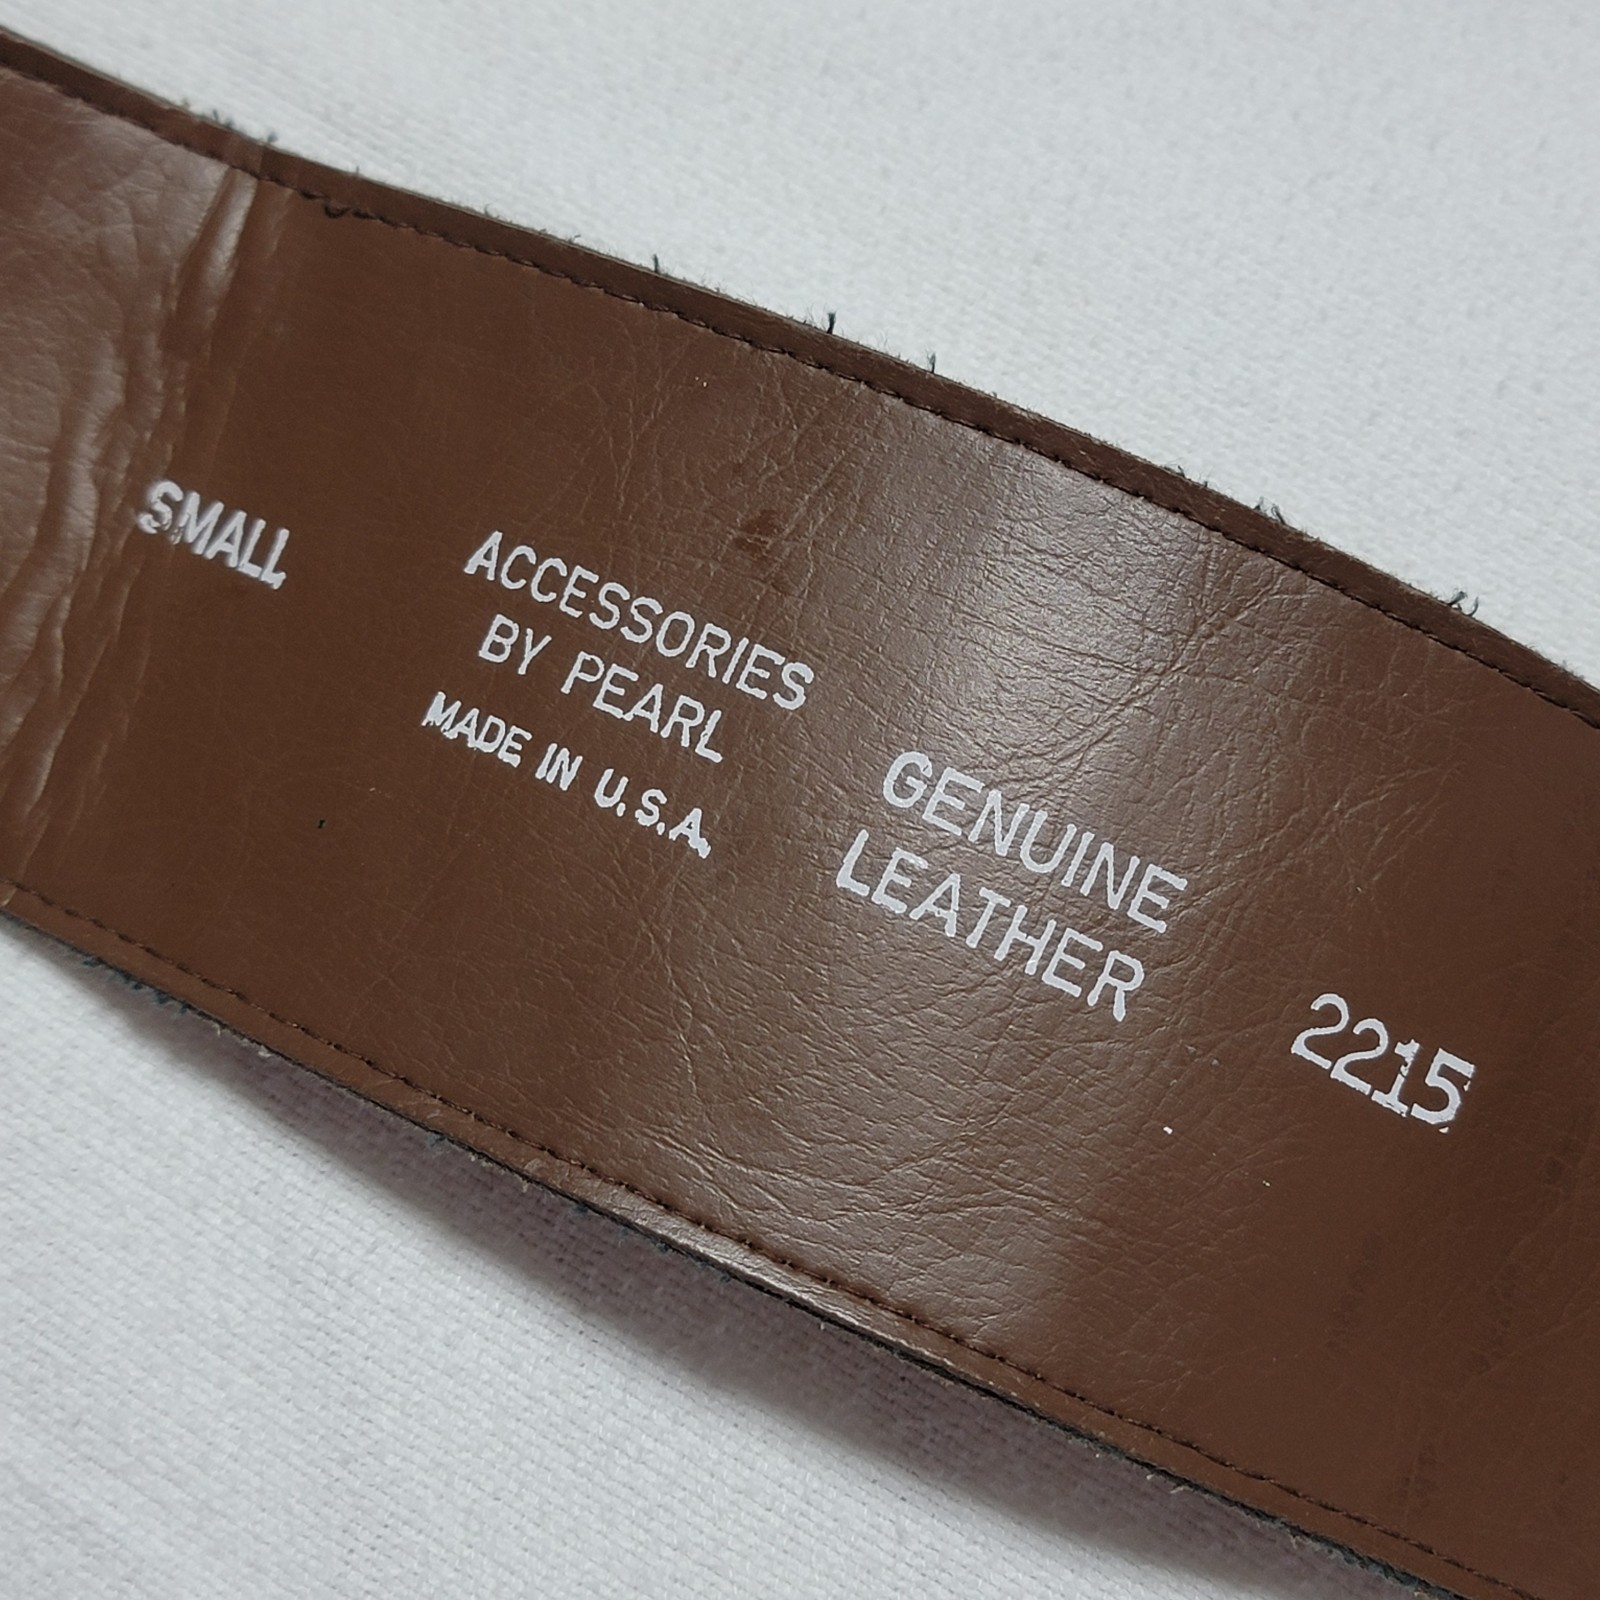 SMALL
ACCESSORIES
BY PEARL
MADE IN U.S.A.
GENUINE
LEATHER
2215